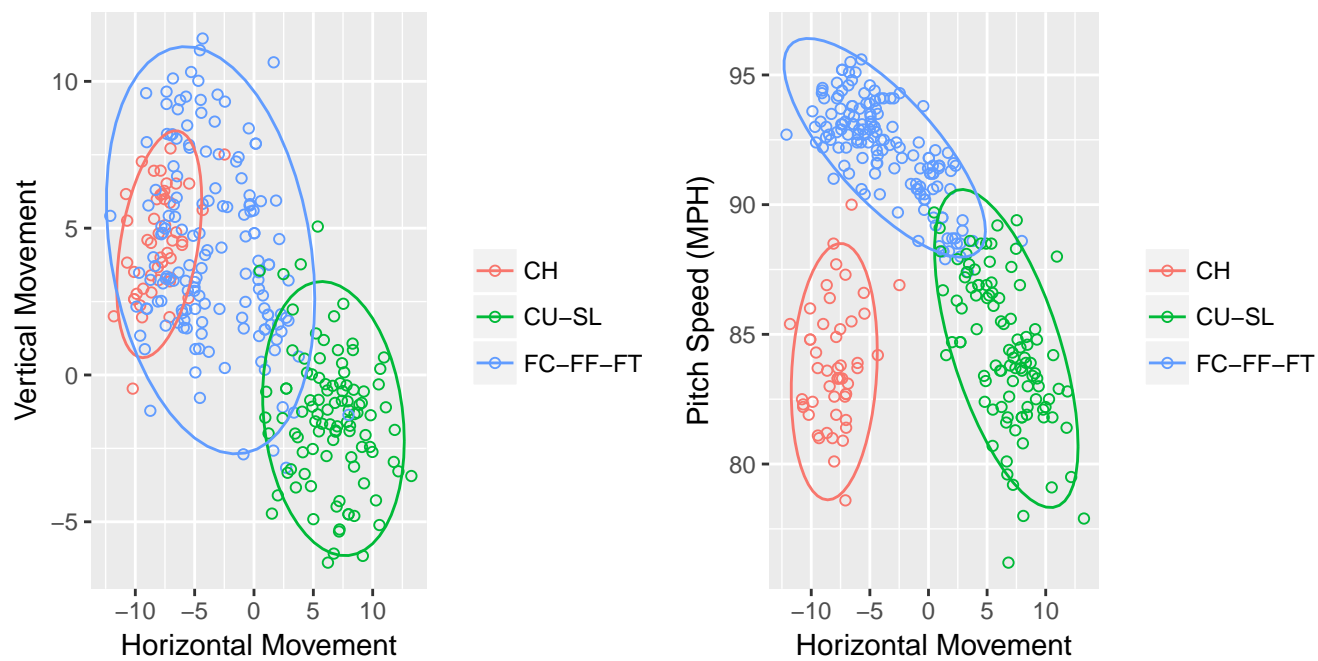 Vertical Movement
10
5
0
−5
−10
−5
0
5
10
Horizontal Movement
CH
CU−SL
FC−FF−FT
Pitch Speed (MPH)
95
90
85
80
−10
−5
0
5
10
Horizontal Movement
CH
CU−SL
FC−FF−FT